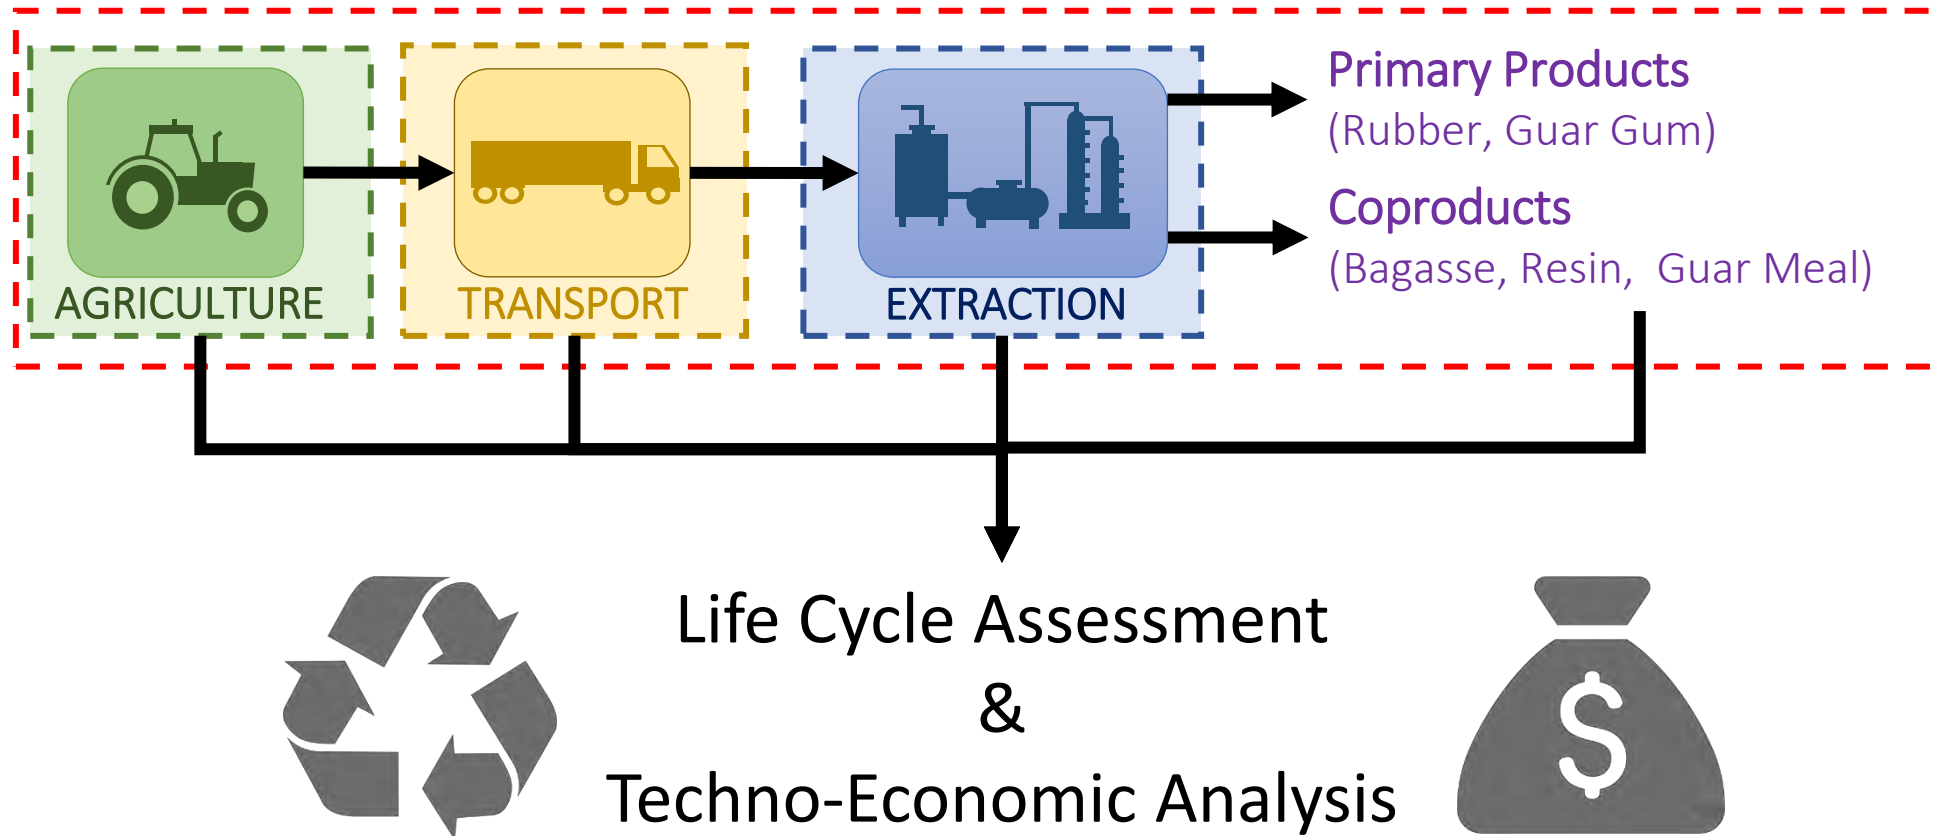 AGRICULTURE
TRANSPORT
EXTRACTION
Primary Products
(Rubber, Guar Gum)
Coproducts
(Bagasse, Resin, Guar Meal)
Life Cycle Assessment
&
Techno-Economic Analysis
$